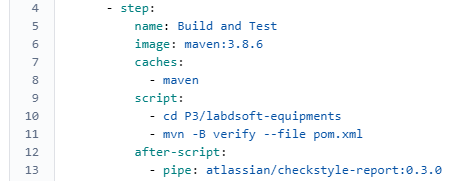 4 - step:
5 name: Build and Test
6 image: maven:3.8.6
7 caches:
8 - maven
9 script:
10 - cd P3/labdsoft-equipments
11 - mvn -B verify --file pom.xml
12 after-script:
13 - pipe: atlassian/checkstyle-report:0.3.0